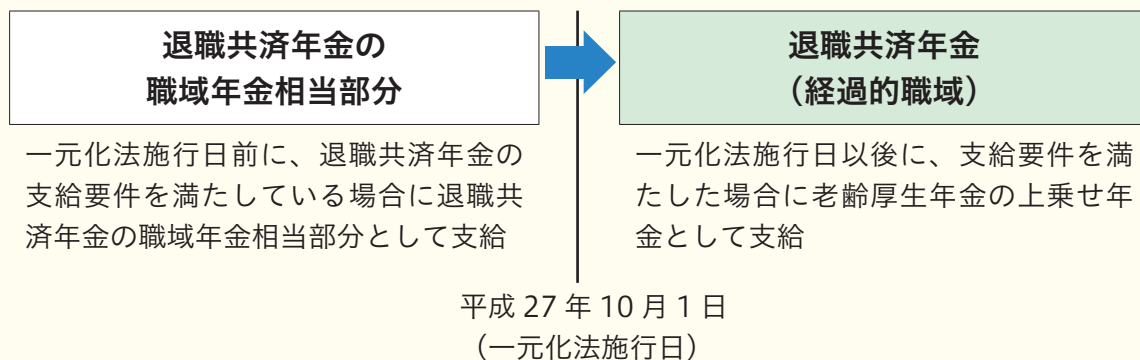 退職共済年金の
職域年金相当部分
一元化法施行日前に、退職共済年金の
支給要件を満たしている場合に退職共
済年金の職域年金相当部分として支給
退職共済年金
（経過的職域）
一元化法施行日以後に、支給要件を満
たした場合に老齢厚生年金の上乗せ年
金として支給
平成 27 年 10 月 1 日
（一元化法施行日）